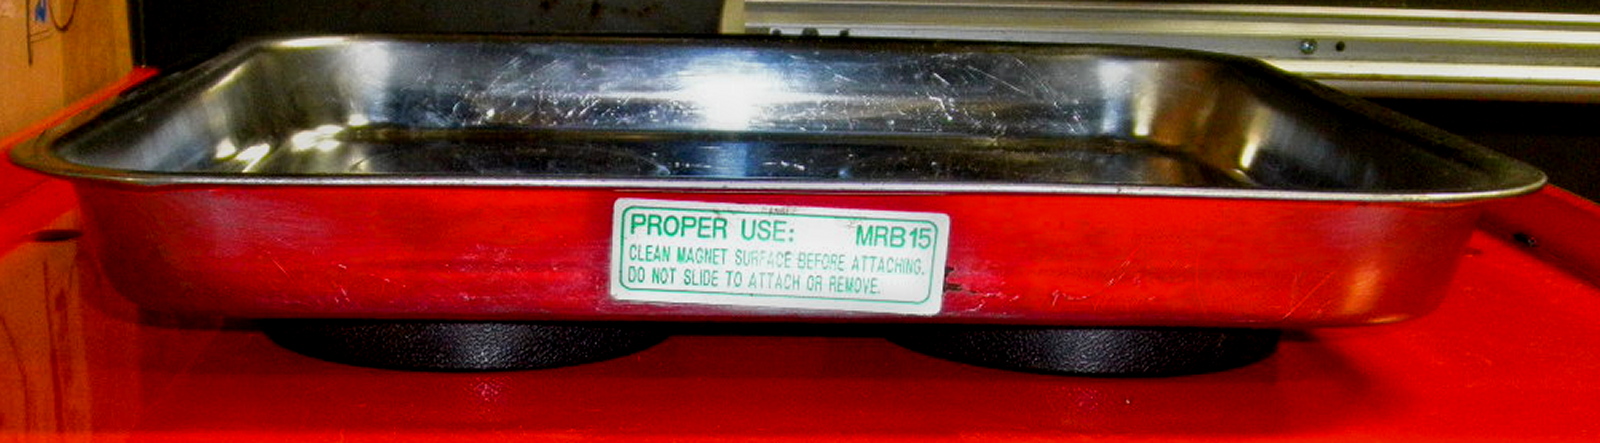 PROPER USE: MRB15
CLEAN MAGNET SURFACE BEFORE ATTACHING.
DO NOT SLIDE TO ATTACH OR REMOVE.